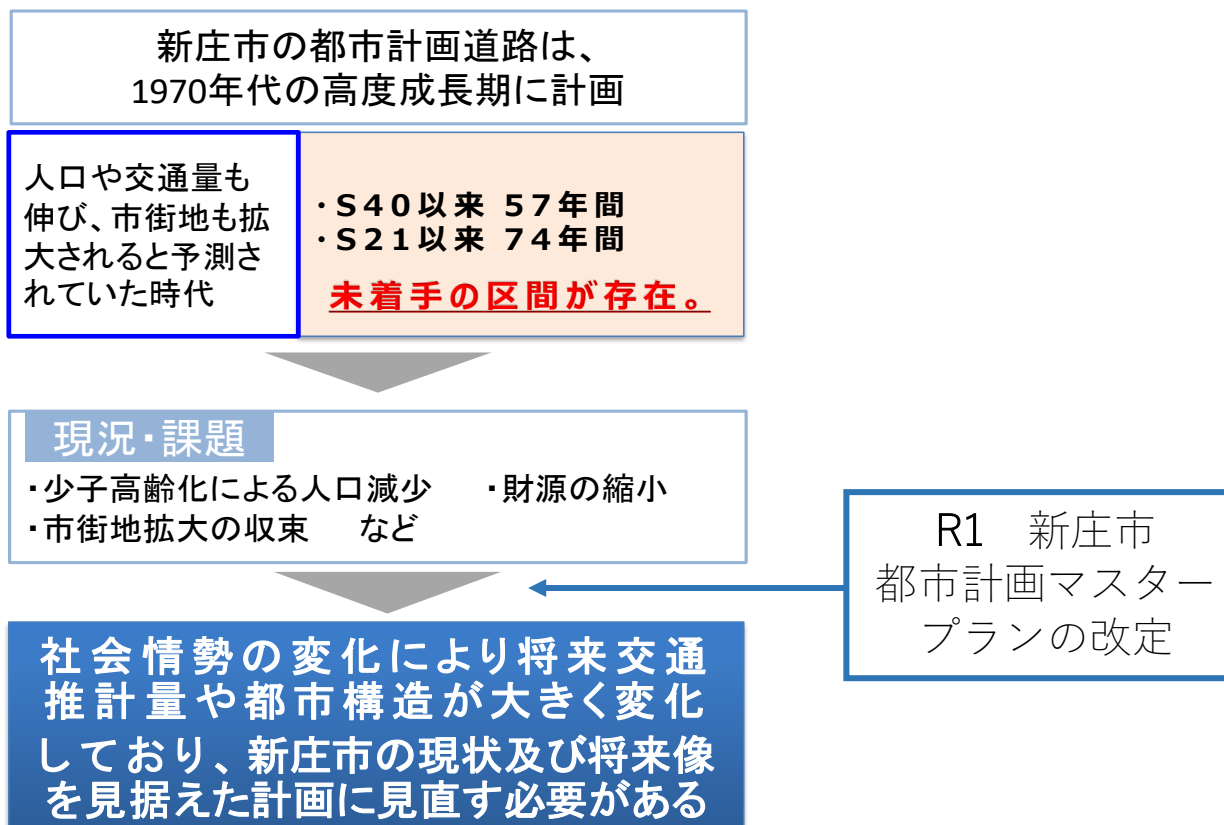 新庄市の都市計画道路は、
1970年代の高度成長期に計画
人口や交通量も
伸び、市街地も拡
大されると予測さ
れていた時代
・S40以来 57年間
・S21以来 74年間
未着手の区間が存在。
現況・課題
・少子高齢化による人口減少　・財源の縮小
・市街地拡大の収束　など
R1　新庄市
都市計画マスター
プランの改定
社会情勢の変化により将来交通
推計量や都市構造が大きく変化
しており、新庄市の現状及び将来像
を見据えた計画に見直す必要がある